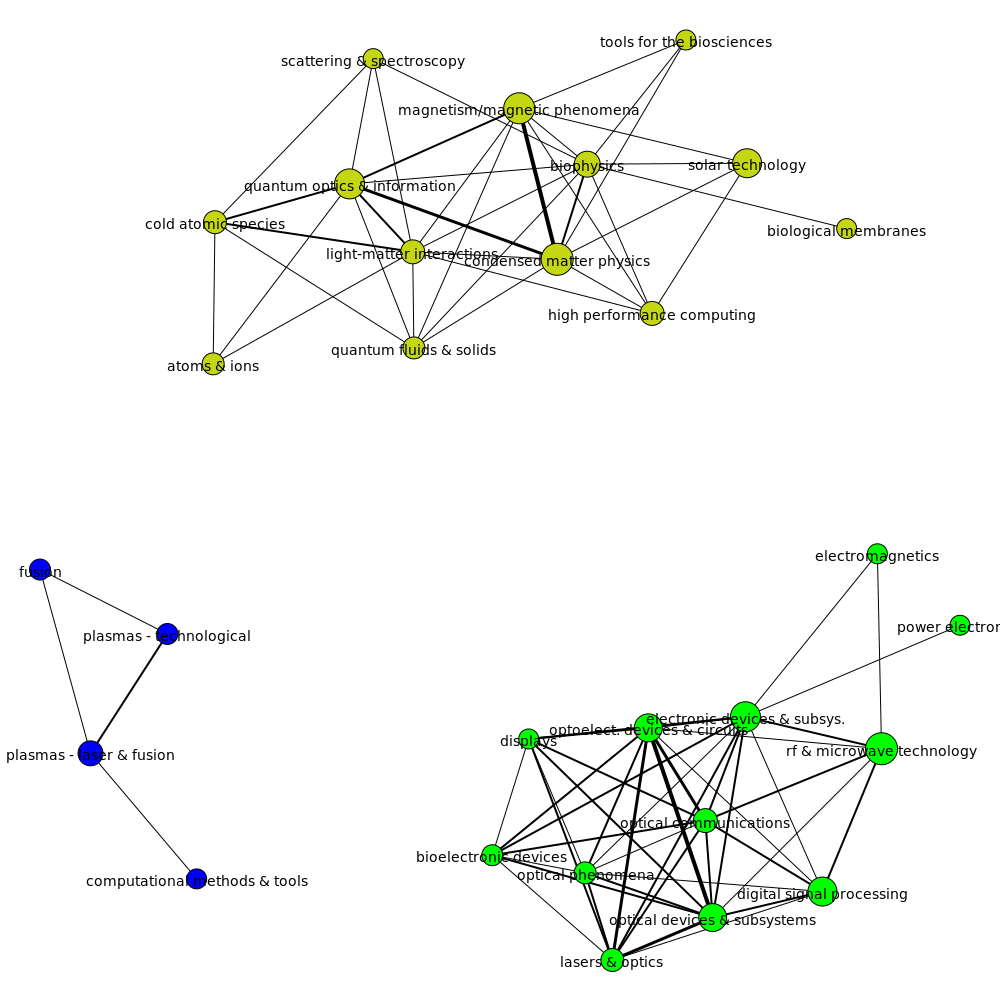 tools for the biosciences
scattering & spectroscopy
magnetism/magnetic phenomena
biophysics
solar technology
quantum optics & information
cold atomic species
biological membranes
light-matter interactions
condensed matter physics
high performance computing
quantum fluids & solids
atoms & ions
electromagnetics
fusion
power electron
plasmas - technological
electronic devices & subsys.
optoelect. devices & circuits
displays
rf & microwave technology
plasmas - laser & fusion
optical communications
bioelectronic devices
optical phenomena
computational methods & tools
digital signal processing
optical devices & subsystems
lasers & optics